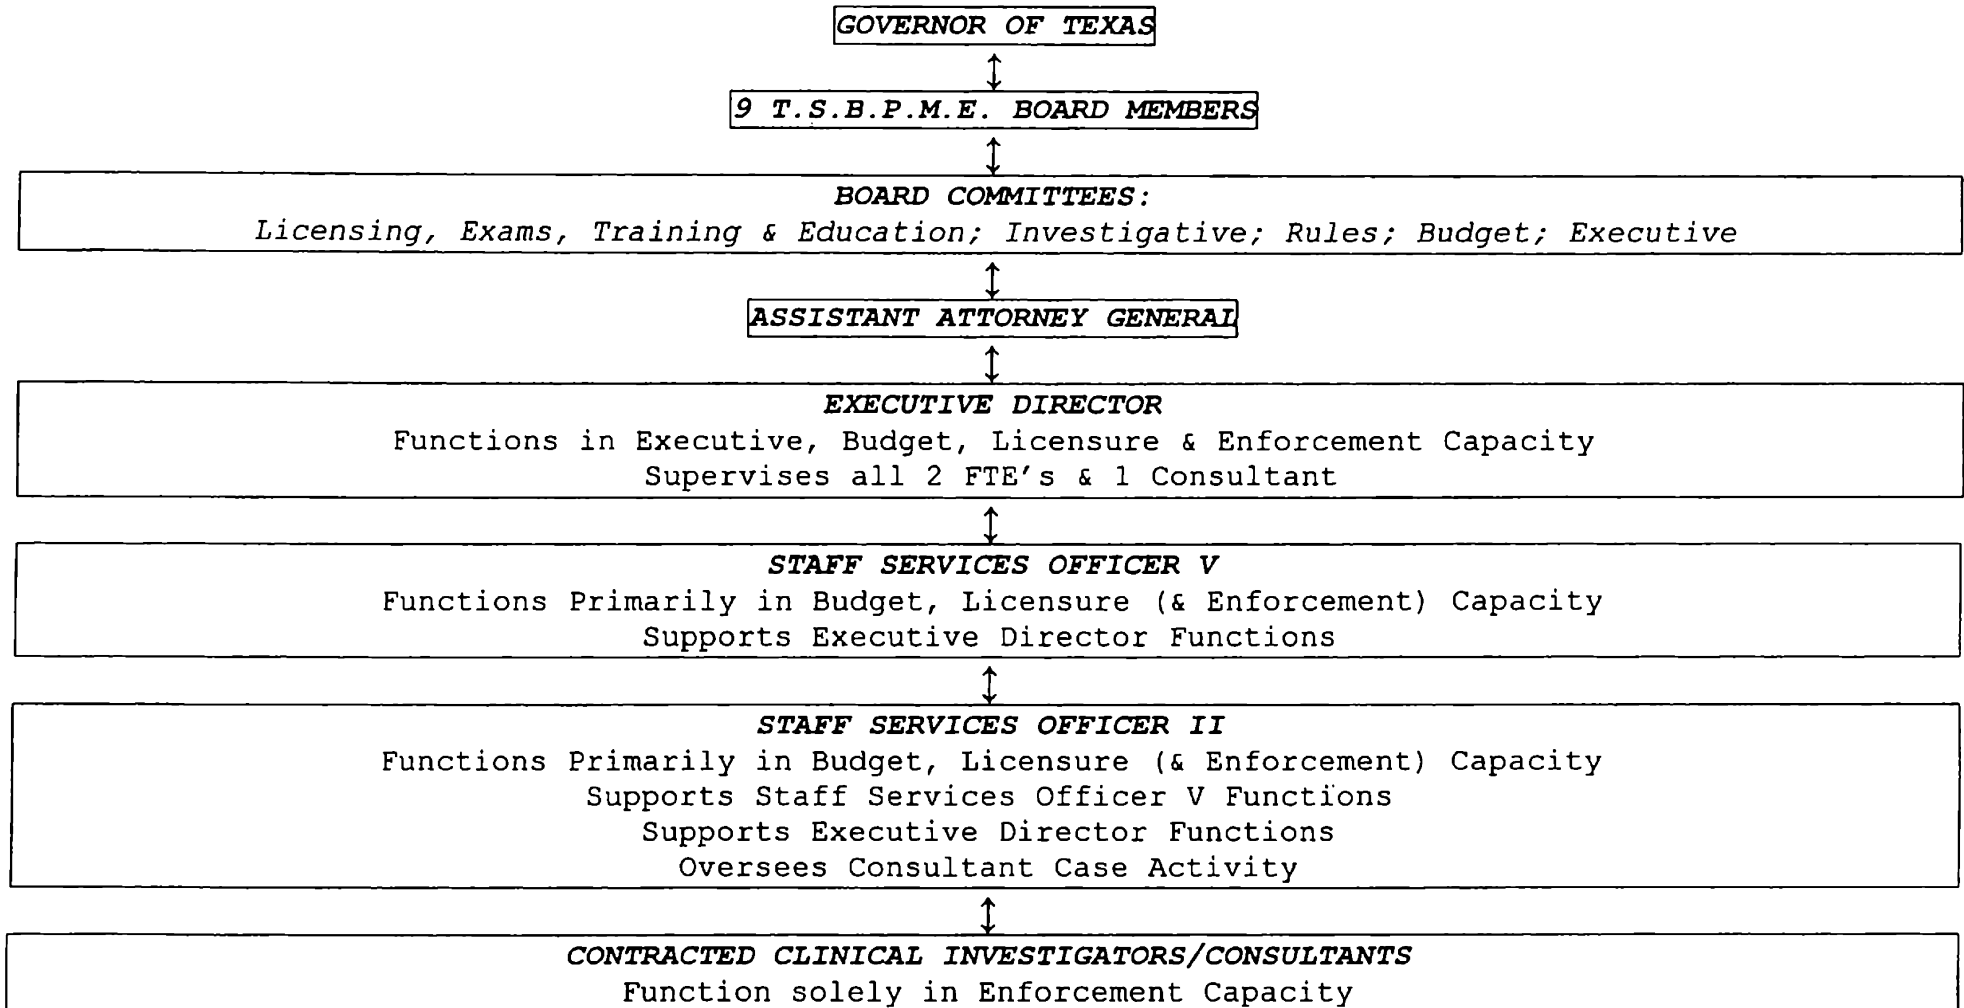 GOVERNOR OF TEXAS
9 T.S.B.P.M.E. BOARD MEMBERS
BOARD COMMITTEES:
Licensing, Exams, Training & Education; Investigative; Rules; Budget; Executive
ASSISTANT ATTORNEY GENERAL
EXECUTIVE DIRECTOR
Functions in Executive, Budget, Licensure & Enforcement Capacity
Supervises all 2 FTE's & 1 Consultant
STAFF SERVICES OFFICER V
Functions Primarily in Budget, Licensure (& Enforcement) Capacity
Supports Executive Director Functions
STAFF SERVICES OFFICER II
Functions Primarily in Budget, Licensure (& Enforcement) Capacity
Supports Staff Services Officer V Functions
Supports Executive Director Functions
Oversees Consultant Case Activity
CONTRACTED CLINICAL INVESTIGATORS/CONSULTANTS
Function solely in Enforcement Capacity